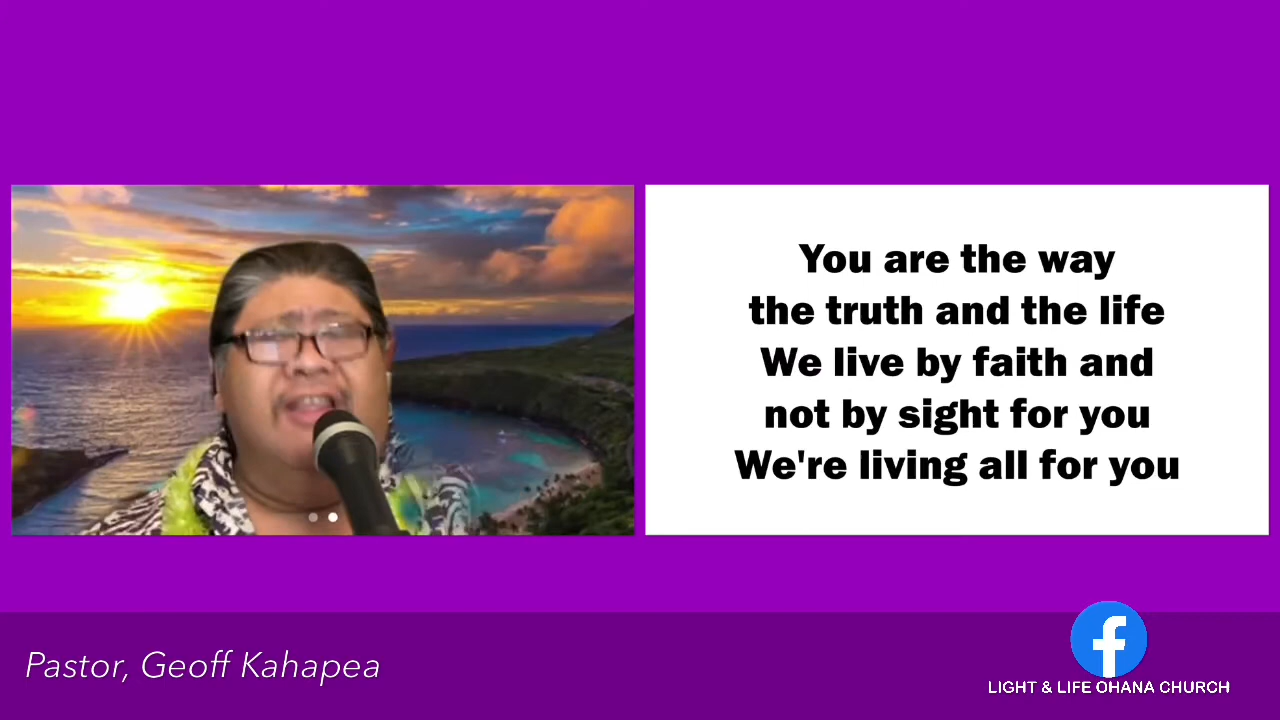 You are the way
the truth and the life
We live by faith and
not by sight for you
We're living all for you
Pastor, Geoff Kahapea
LIGHT & LIFE OHANA CHURCH